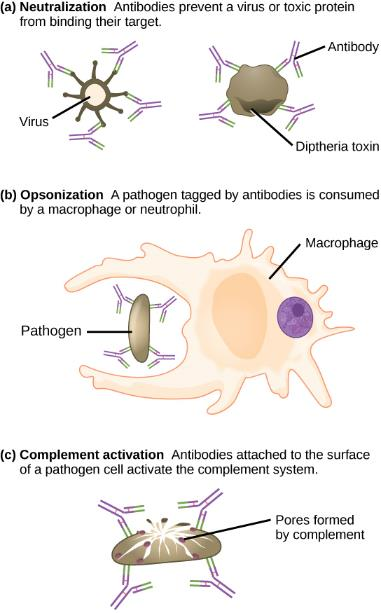 (a) Neutralization Antibodies prevent a virus or toxic protein
from binding their target.
Antibody
Virus
Diptheria toxin
(b) Opsonization A pathogen tagged by antibodies is consumed
by a macrophage or neutrophil.
Macrophage
Pathogen
(c) Complement activation Antibodies attached to the surface
of a pathogen cell activate the complement system.
Pores formed
by complement